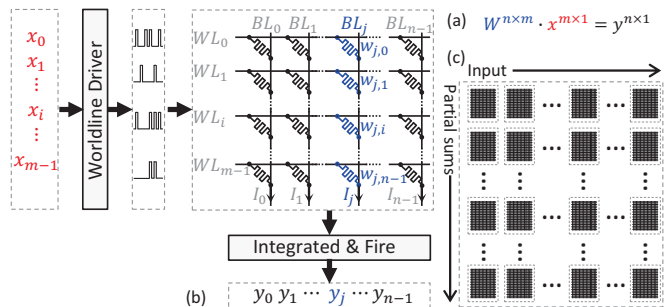 x_0
x_1
⋮
x_i
⋮
x_{m−1}
Worldline Driver
BL_0 BL_1 BL_j BL_{n−1}
WL_0
WL_1
WL_i
WL_{m−1}
w_{j,0}
w_{j,1}
w_{j,i}
w_{j,n−1}
I_0 I_1 I_j I_{n−1}
Integrated & Fire
(b)
y_0 y_1 ⋯ y_j ⋯ y_{n−1}
(a) W^{n×m} · x^{m×1} = y^{n×1}
(c)
Input
Partial sums